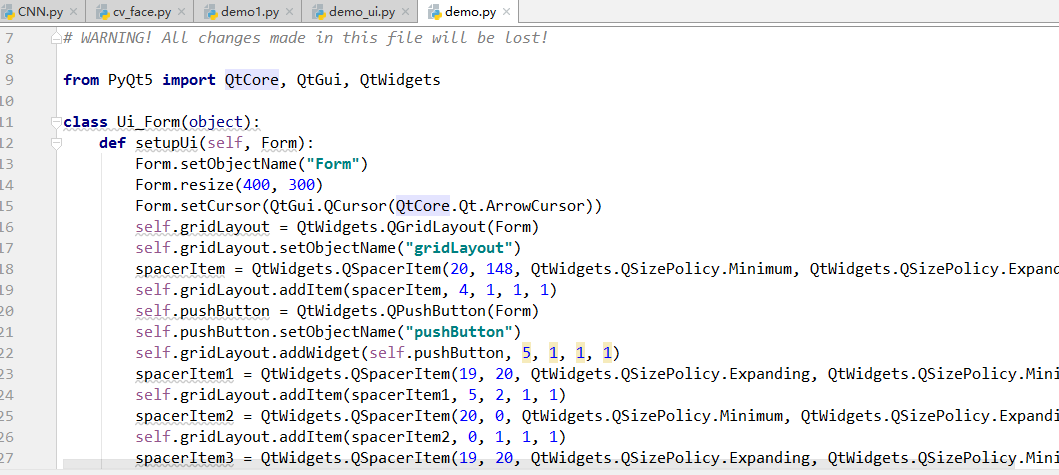 CNN.py × cv_face.py × demo1.py × demo_ui.py × demo.py ×
7 # WARNING! All changes made in this file will be lost!
8
9 from PyQt5 import QtCore, QtGui, QtWidgets
10
11 class Ui_Form(object):
12 def setupUi(self, Form):
13 Form.setObjectName("Form")
14 Form.resize(400, 300)
15 Form.setCursor(QtGui.QCursor(QtCore.Qt.ArrowCursor))
16 self.gridLayout = QtWidgets.QGridLayout(Form)
17 self.gridLayout.setObjectName("gridLayout")
18 spacerItem = QtWidgets.QSpacerItem(20, 148, QtWidgets.QSizePolicy.Minimum, QtWidgets.QSizePolicy.Expand
19 self.gridLayout.addItem(spacerItem, 4, 1, 1, 1)
20 self.pushButton = QtWidgets.QPushButton(Form)
21 self.pushButton.setObjectName("pushButton")
22 self.gridLayout.addWidget(self.pushButton, 5, 1, 1, 1)
23 spacerItem1 = QtWidgets.QSpacerItem(19, 20, QtWidgets.QSizePolicy.Expanding, QtWidgets.QSizePolicy.Mini
24 self.gridLayout.addItem(spacerItem1, 5, 2, 1, 1)
25 spacerItem2 = QtWidgets.QSpacerItem(20, 0, QtWidgets.QSizePolicy.Minimum, QtWidgets.QSizePolicy.Expandi
26 self.gridLayout.addItem(spacerItem2, 0, 1, 1, 1)
27 spacerItem3 = QtWidgets.QSpacerItem(19, 20, QtWidgets.QSizePolicy.Expanding, QtWidgets.QSizePolicy.Mini